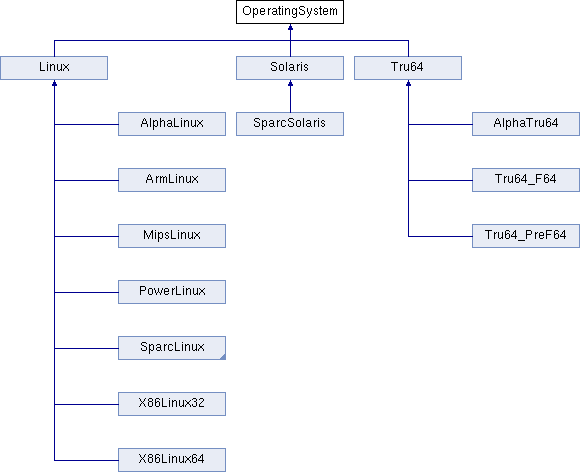 OperatingSystem
Linux
Solaris
Tru64
AlphaLinux
SparcSolaris
AlphaTru64
ArmLinux
Tru64_F64
MipsLinux
Tru64_PreF64
PowerLinux
SparcLinux
X86Linux32
X86Linux64